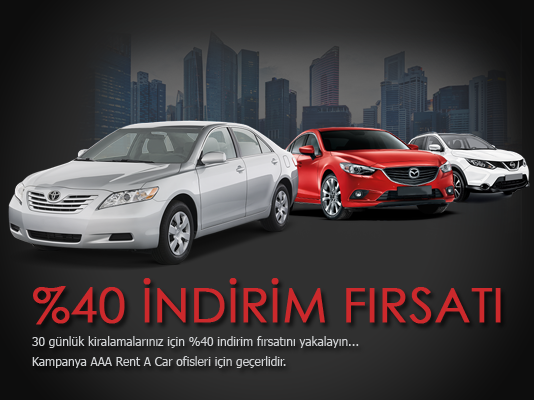 %40 İNDİRİM FIRSATI
30 günlük kiralamalarınız için %40 indirim fırsatını yakalayın...
Kampanya AAA Rent A Car ofisleri için geçerlidir.